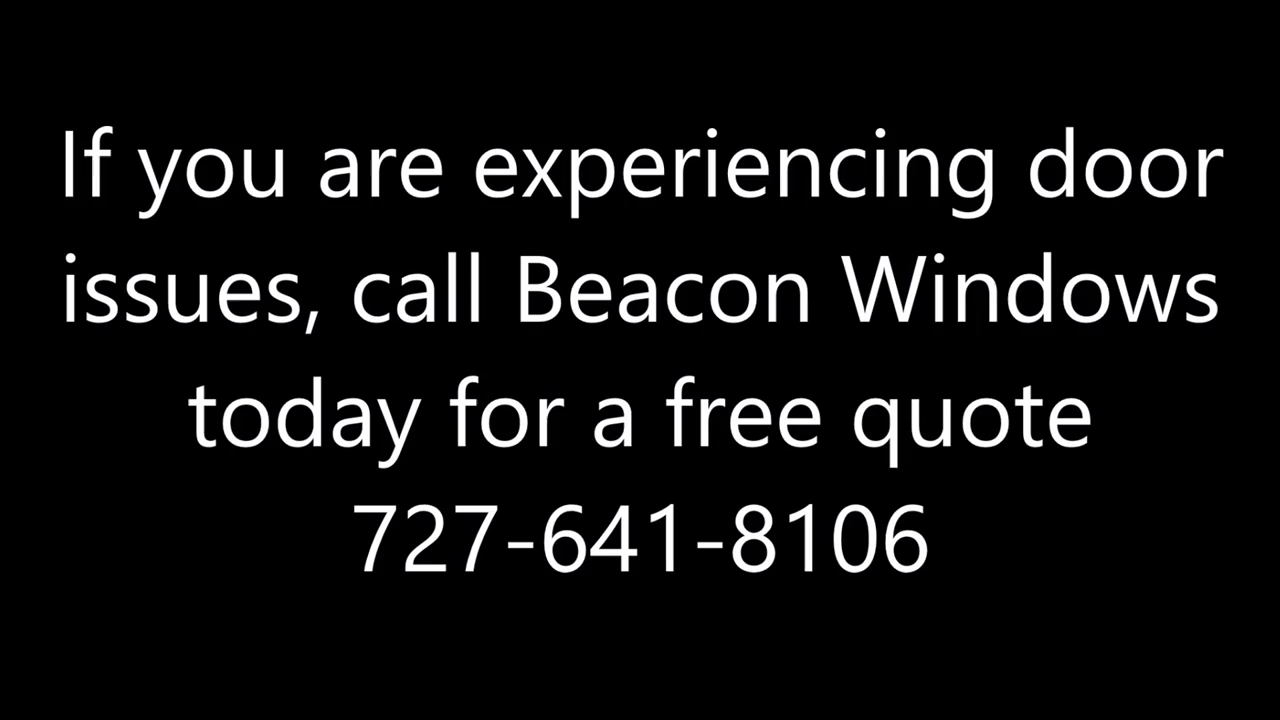 If you are experiencing door
issues, call Beacon Windows
today for a free quote
727-641-8106